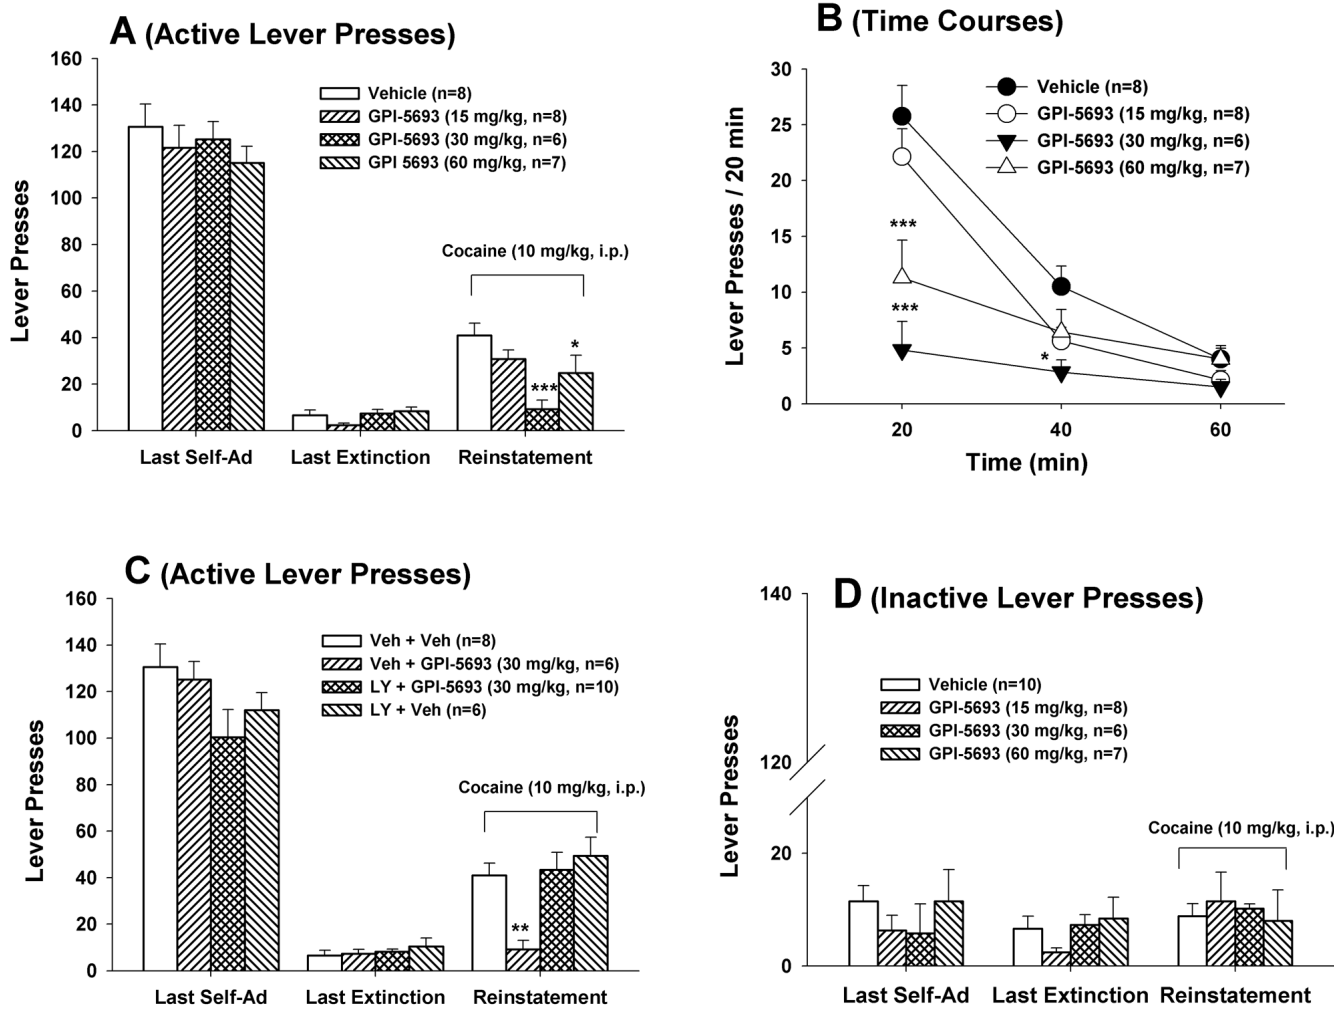 A (Active Lever Presses)
160
140
120
100
80
60
40
20
0
Lever Presses
Vehicle (n=8)
GPI-5693 (15 mg/kg, n=8)
GPI-5693 (30 mg/kg, n=6)
GPI 5693 (60 mg/kg, n=7)
Cocaine (10 mg/kg, i.p.)
***
*
Last Self-Ad
Last Extinction
Reinstatement
B (Time Courses)
30
25
20
15
10
5
0
Lever Presses / 20 min
Vehicle (n=8)
GPI-5693 (15 mg/kg, n=8)
GPI-5693 (30 mg/kg, n=6)
GPI-5693 (60 mg/kg, n=7)
***
***
*
20
40
60
Time (min)
C (Active Lever Presses)
160
140
120
100
80
60
40
20
0
Lever Presses
Veh + Veh (n=8)
Veh + GPI-5693 (30 mg/kg, n=6)
LY + GPI-5693 (30 mg/kg, n=10)
LY + Veh (n=6)
Cocaine (10 mg/kg, i.p.)
**
Last Self-Ad
Last Extinction
Reinstatement
D (Inactive Lever Presses)
140
120
20
0
Lever Presses
Vehicle (n=10)
GPI-5693 (15 mg/kg, n=8)
GPI-5693 (30 mg/kg, n=6)
GPI-5693 (60 mg/kg, n=7)
Cocaine (10 mg/kg, i.p.)
Last Self-Ad
Last Extinction
Reinstatement